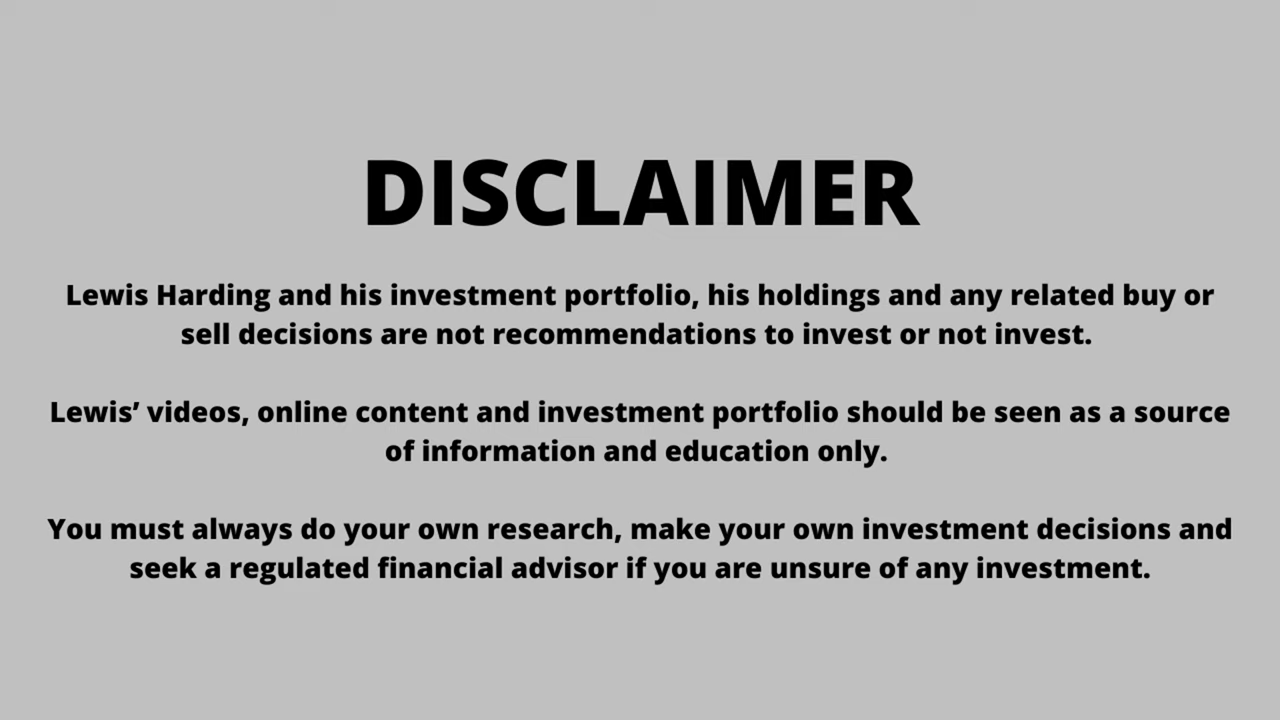 DISCLAIMER
Lewis Harding and his investment portfolio, his holdings and any related buy or
sell decisions are not recommendations to invest or not invest.
Lewis’ videos, online content and investment portfolio should be seen as a source
of information and education only.
You must always do your own research, make your own investment decisions and
seek a regulated financial advisor if you are unsure of any investment.